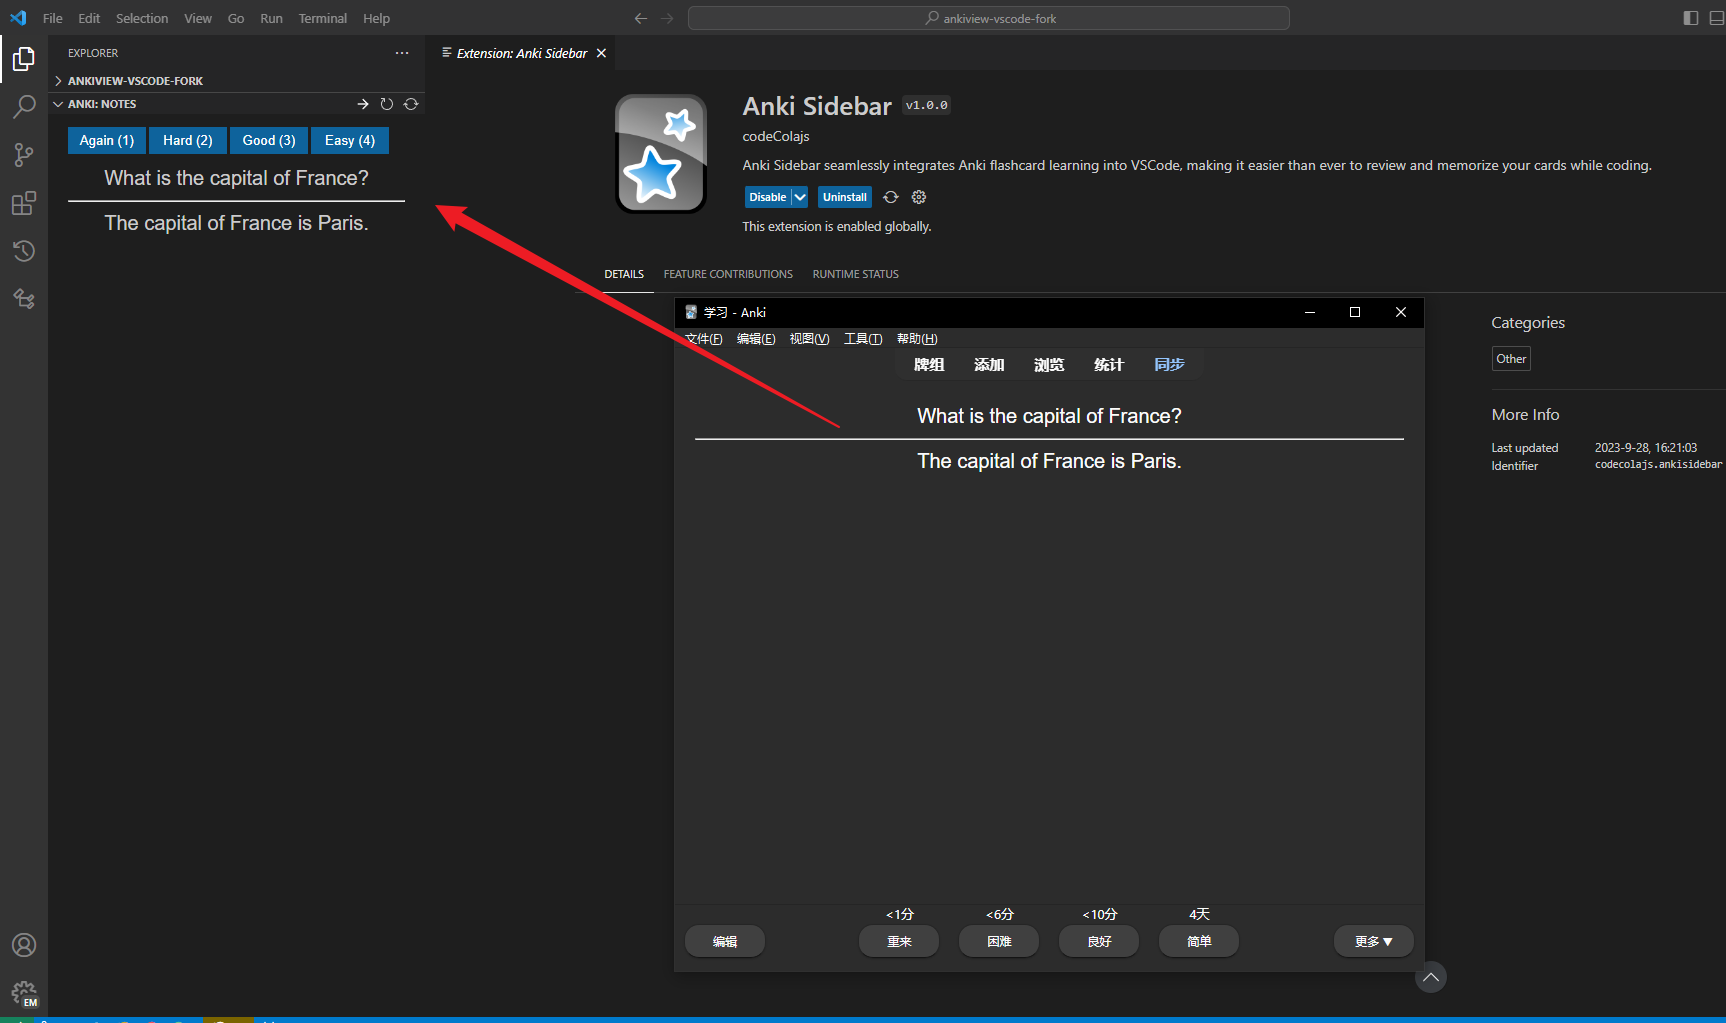 File Edit Selection View Go Run Terminal Help
ankiview-vscode-fork
EXPLORER
ANKIVIEW-VSCODE-FORK
ANKI: NOTES
Again (1) Hard (2) Good (3) Easy (4)
What is the capital of France?
The capital of France is Paris.
Extension: Anki Sidebar
Anki Sidebar v1.0.0
codeColajs
Anki Sidebar seamlessly integrates Anki flashcard learning into VSCode, making it easier than ever to review and memorize your cards while coding.
Disable Uninstall
This extension is enabled globally.
DETAILS FEATURE CONTRIBUTIONS RUNTIME STATUS
学习 - Anki
文件(F) 编辑(E) 视图(V) 工具(T) 帮助(H)
牌组 添加 浏览 统计 同步
What is the capital of France?
The capital of France is Paris.
<1分 <6分 <10分 4天
编辑 重来 困难 良好 简单 更多▼
Categories
Other
More Info
Last updated 2023-9-28, 16:21:03
Identifier codecolajs.ankisidebar
EM